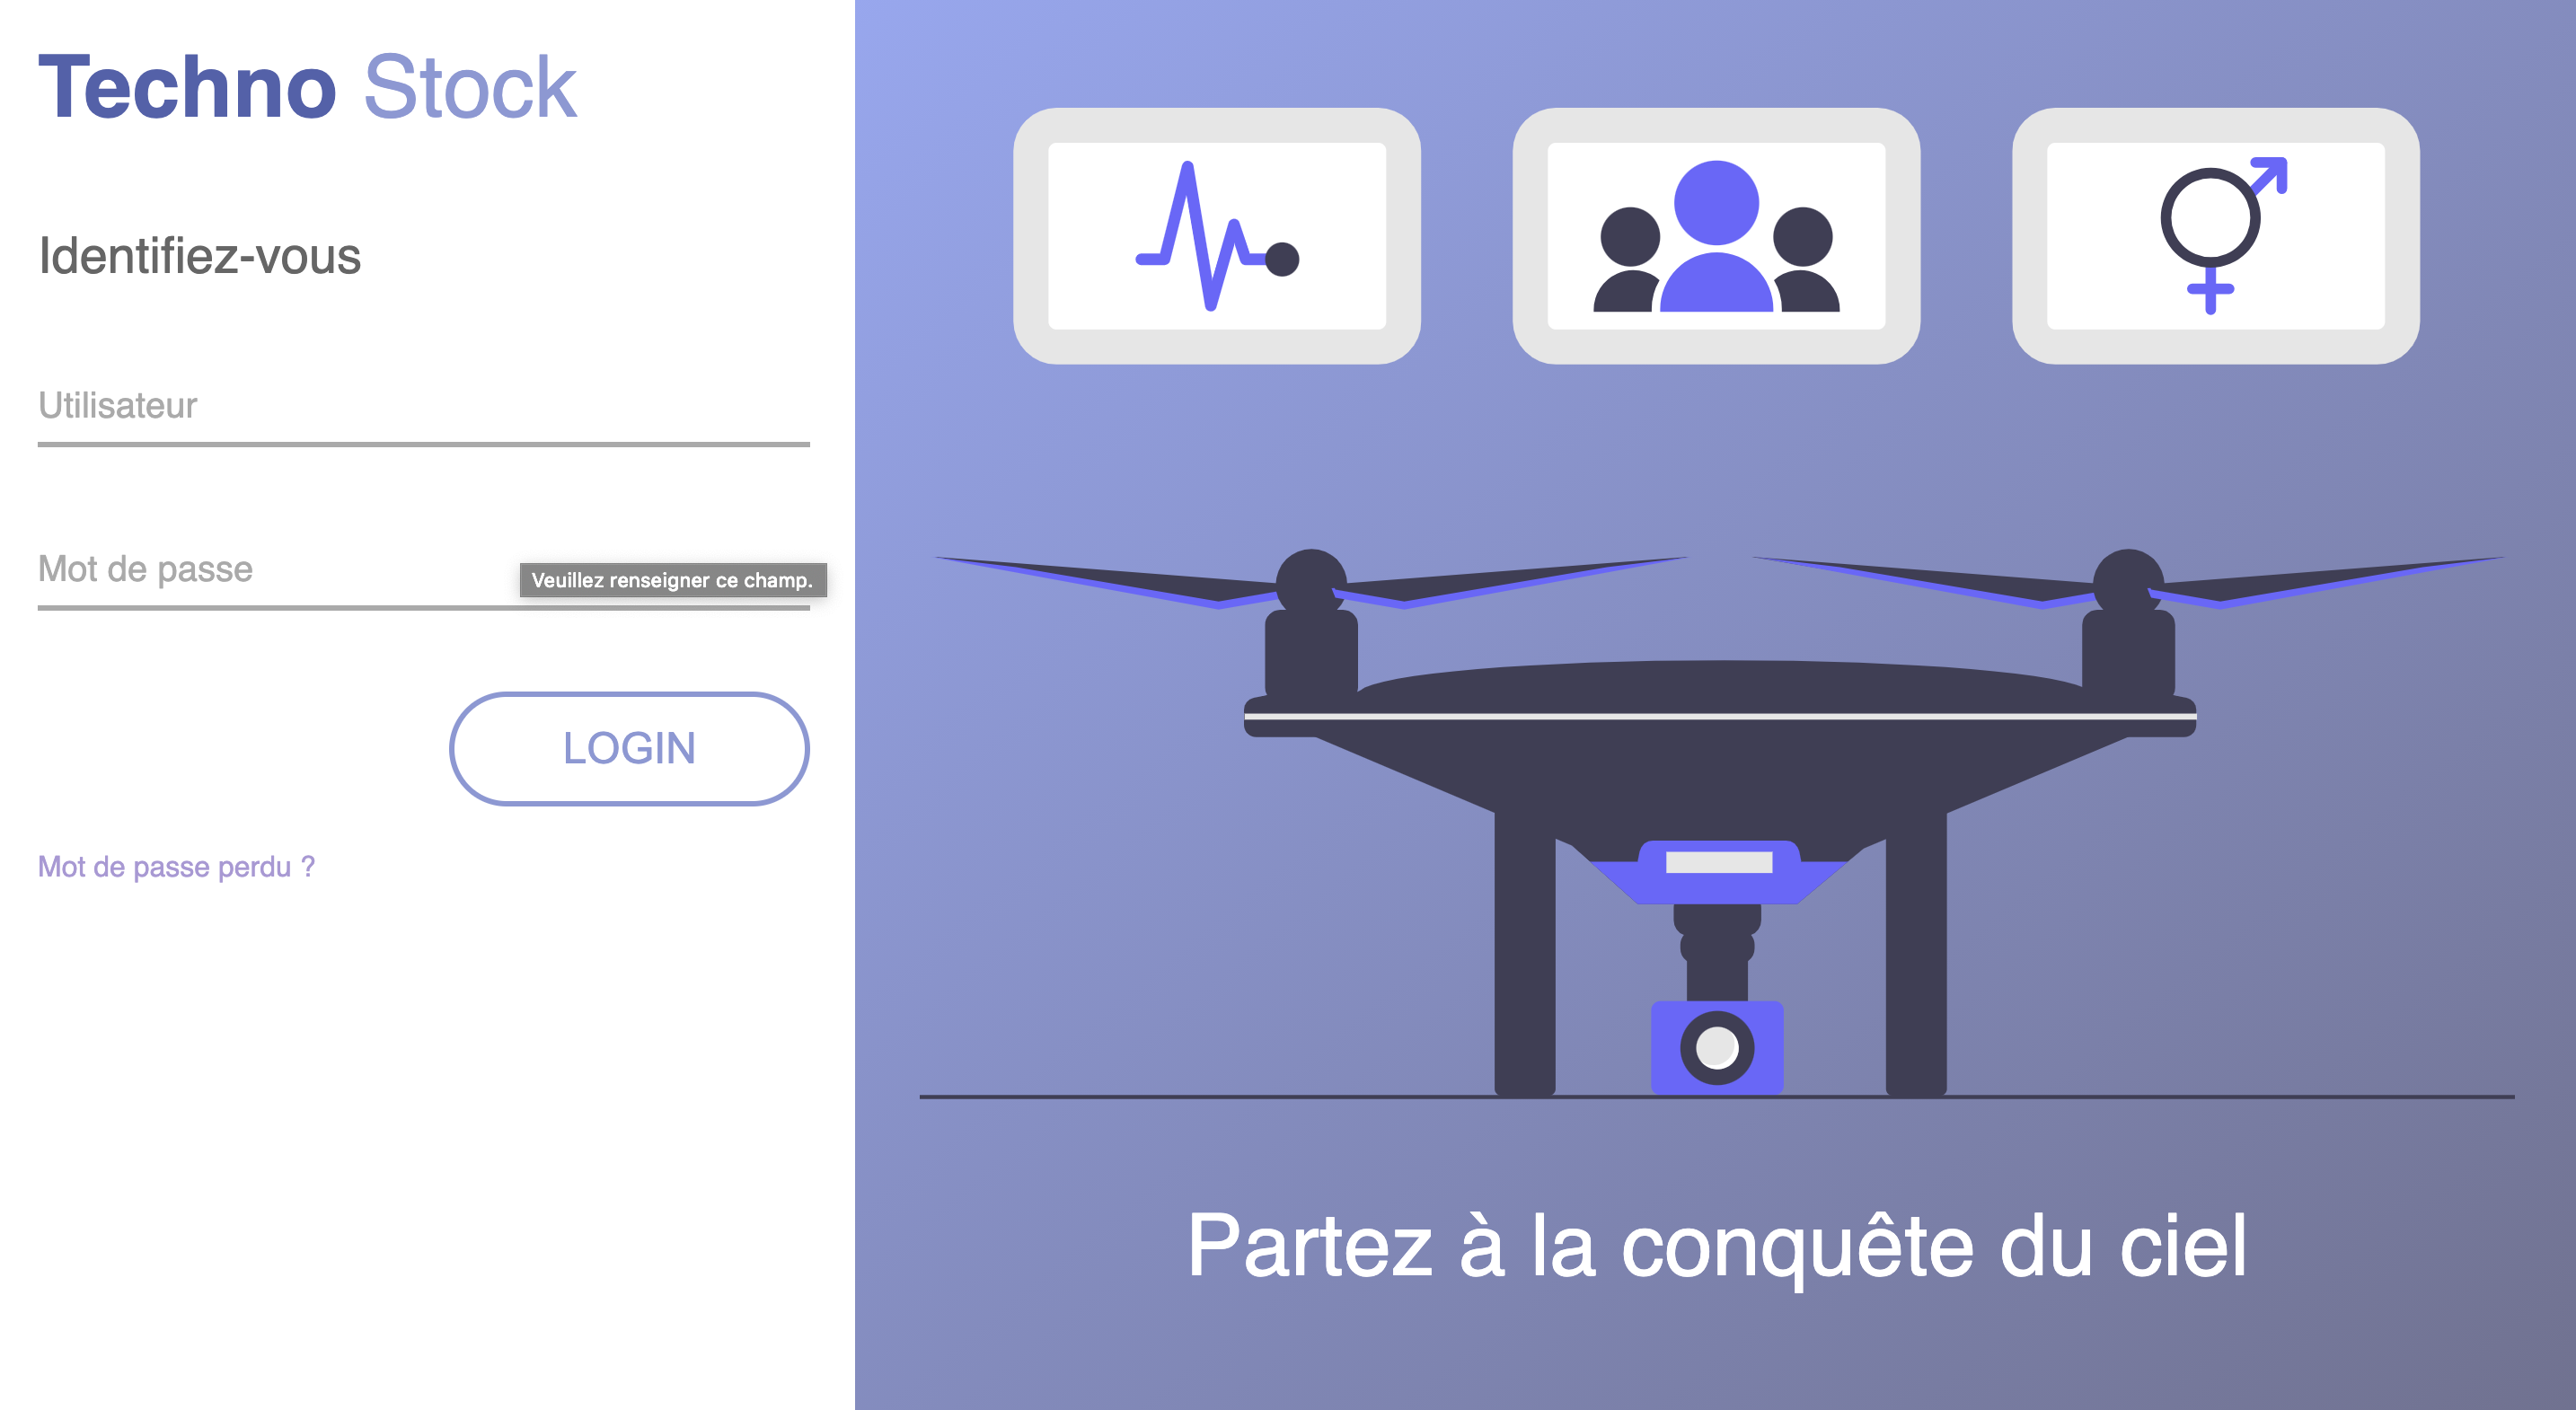 Techno Stock
Identifiez-vous
Utilisateur
Mot de passe
Veuillez renseigner ce champ.
LOGIN
Mot de passe perdu ?
Partez à la conquête du ciel